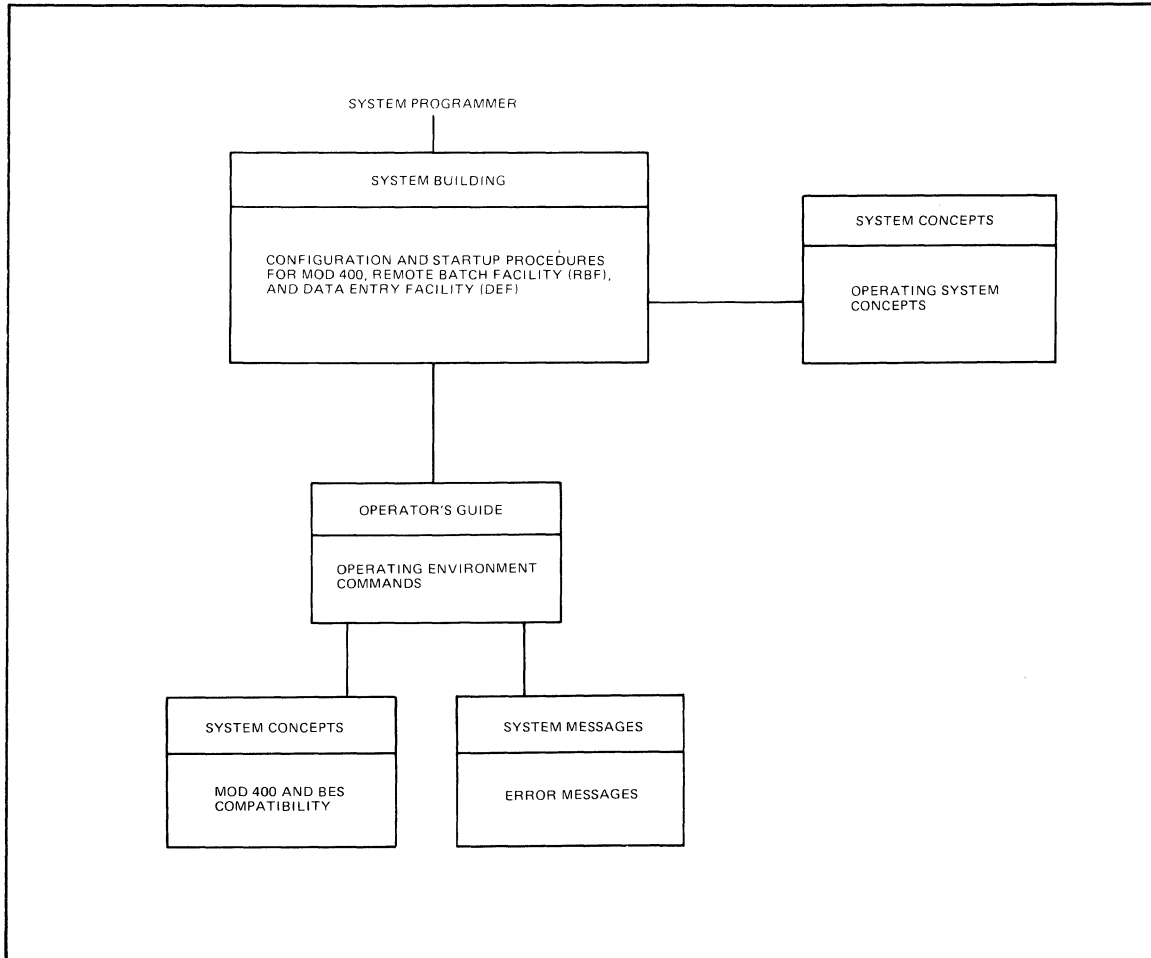 SYSTEM PROGRAMMER
SYSTEM BUILDING
CONFIGURATION AND STARTUP PROCEDURES
FOR MOD 400, REMOTE BATCH FACILITY (RBF),
AND DATA ENTRY FACILITY (DEF)
SYSTEM CONCEPTS
OPERATING SYSTEM
CONCEPTS
OPERATOR'S GUIDE
OPERATING ENVIRONMENT
COMMANDS
SYSTEM CONCEPTS
MOD 400 AND BES
COMPATIBILITY
SYSTEM MESSAGES
ERROR MESSAGES